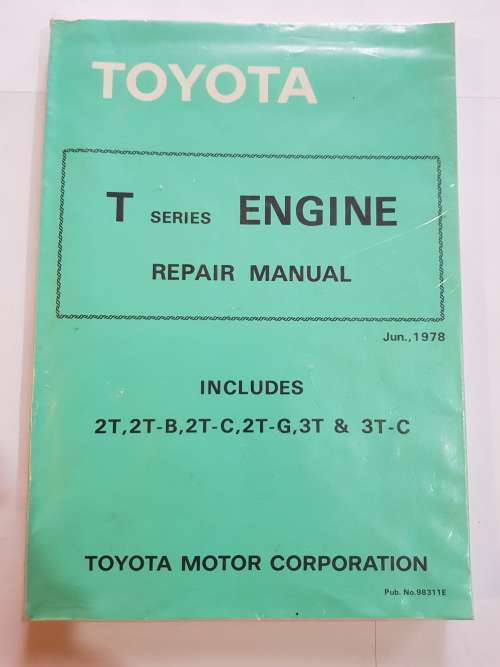 TOYOTA
T SERIES ENGINE
REPAIR MANUAL
Jun.,1978
INCLUDES
2T,2T-B,2T-C,2T-G,3T & 3T-C
TOYOTA MOTOR CORPORATION
Pub. No.98311E